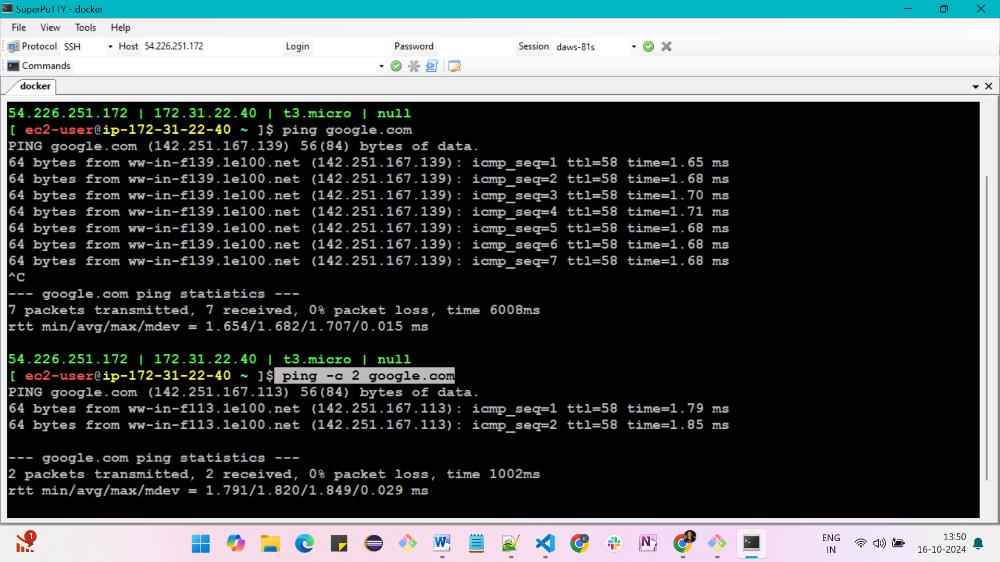 SuperPuTTY - docker
File View Tools Help
Protocol SSH Host 54.226.251.172 Login Password Session daws-81s
Commands
docker
54.226.251.172 | 172.31.22.40 | t3.micro | null
[ ec2-user@ip-172-31-22-40 ~ ]$ ping google.com
PING google.com (142.251.167.139) 56(84) bytes of data.
64 bytes from ww-in-f139.1e100.net (142.251.167.139): icmp_seq=1 ttl=58 time=1.65 ms
64 bytes from ww-in-f139.1e100.net (142.251.167.139): icmp_seq=2 ttl=58 time=1.68 ms
64 bytes from ww-in-f139.1e100.net (142.251.167.139): icmp_seq=3 ttl=58 time=1.70 ms
64 bytes from ww-in-f139.1e100.net (142.251.167.139): icmp_seq=4 ttl=58 time=1.71 ms
64 bytes from ww-in-f139.1e100.net (142.251.167.139): icmp_seq=5 ttl=58 time=1.68 ms
64 bytes from ww-in-f139.1e100.net (142.251.167.139): icmp_seq=6 ttl=58 time=1.68 ms
64 bytes from ww-in-f139.1e100.net (142.251.167.139): icmp_seq=7 ttl=58 time=1.68 ms
^C
--- google.com ping statistics ---
7 packets transmitted, 7 received, 0% packet loss, time 6008ms
rtt min/avg/max/mdev = 1.654/1.682/1.707/0.015 ms
54.226.251.172 | 172.31.22.40 | t3.micro | null
[ ec2-user@ip-172-31-22-40 ~ ]$ ping -c 2 google.com
PING google.com (142.251.167.113) 56(84) bytes of data.
64 bytes from ww-in-f113.1e100.net (142.251.167.113): icmp_seq=1 ttl=58 time=1.79 ms
64 bytes from ww-in-f113.1e100.net (142.251.167.113): icmp_seq=2 ttl=58 time=1.85 ms
--- google.com ping statistics ---
2 packets transmitted, 2 received, 0% packet loss, time 1002ms
rtt min/avg/max/mdev = 1.791/1.820/1.849/0.029 ms
1
ENG
IN
13:50
16-10-2024